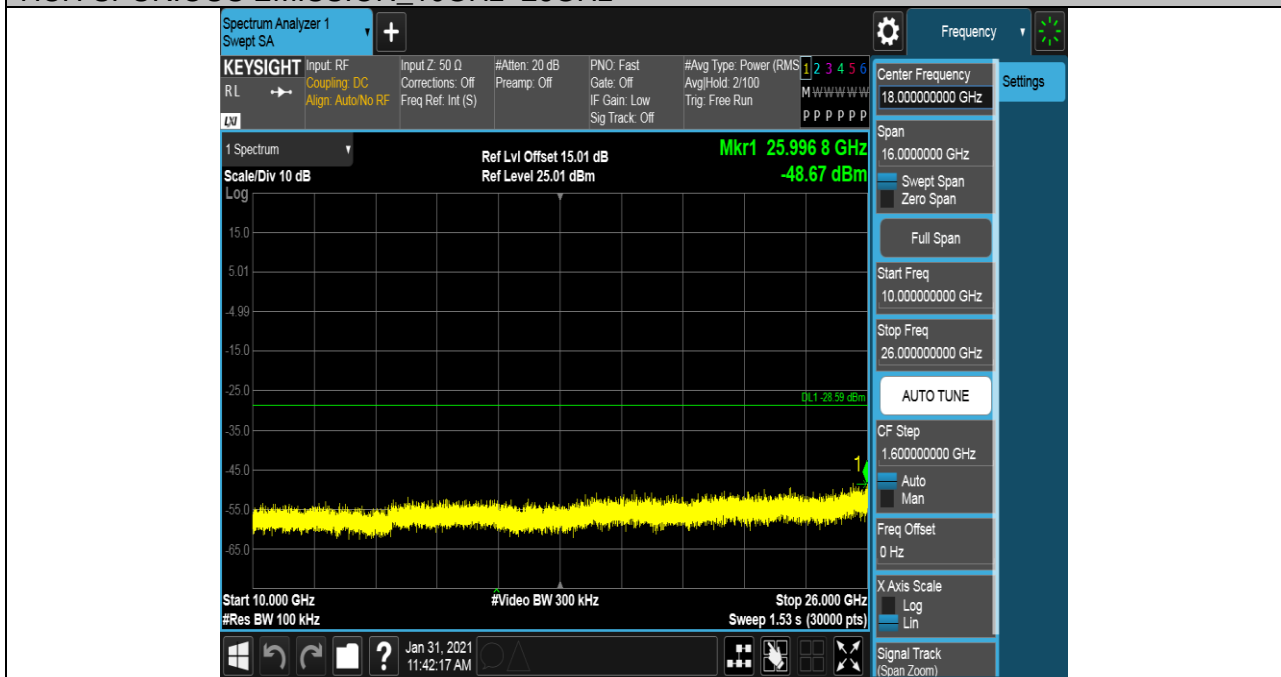 Spectrum Analyzer 1
Swept SA
Frequency
KEYSIGHT
RL
LXI
Input: RF
Coupling: DC
Align: Auto/No RF
Input Z: 50 Ω
Corrections: Off
Freq Ref: Int (S)
#Atten: 20 dB
Preamp: Off
PNO: Fast
Gate: Off
IF Gain: Low
Sig Track: Off
#Avg Type: Power (RMS
Avg|Hold: 2/100
Trig: Free Run
1 2 3 4 5 6
M W W W W W
P P P P P P
1 Spectrum
Scale/Div 10 dB
Log
Ref Lvl Offset 15.01 dB
Ref Level 25.01 dBm
Mkr1 25.996 8 GHz
-48.67 dBm
15.0
5.01
-4.99
-15.0
-25.0
-35.0
-45.0
-55.0
-65.0
DL1 -28.59 dBm
1
Start 10.000 GHz
#Res BW 100 kHz
#Video BW 300 kHz
Stop 26.000 GHz
Sweep 1.53 s (30000 pts)
?
Jan 31, 2021
11:42:17 AM
Center Frequency
18.000000000 GHz
Span
16.0000000 GHz
Swept Span
Zero Span
Full Span
Start Freq
10.000000000 GHz
Stop Freq
26.000000000 GHz
AUTO TUNE
CF Step
1.600000000 GHz
Auto
Man
Freq Offset
0 Hz
X Axis Scale
Log
Lin
Signal Track
(Span Zoom)
Settings